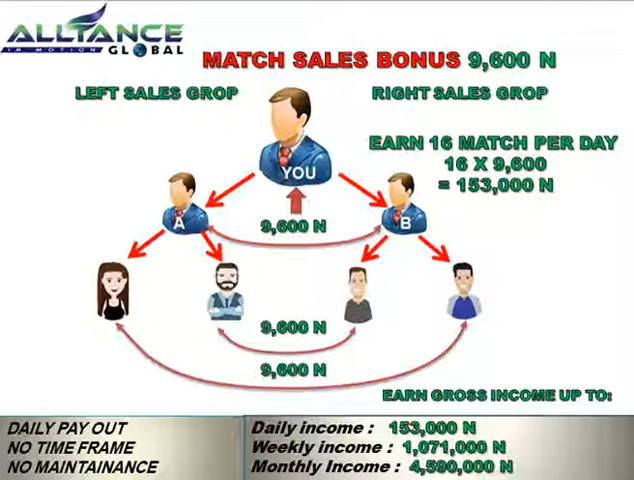 ALLIANCE
IN MOTION GLOBAL
MATCH SALES BONUS 9,600 N
LEFT SALES GROP
RIGHT SALES GROP
EARN 16 MATCH PER DAY
16 X 9,600
= 153,000 N
YOU
A
9,600 N
B
9,600 N
9,600 N
EARN GROSS INCOME UP TO:
DAILY PAY OUT
NO TIME FRAME
NO MAINTAINANCE
Daily income : 153,000 N
Weekly income : 1,071,000 N
Monthly Income : 4,590,000 N